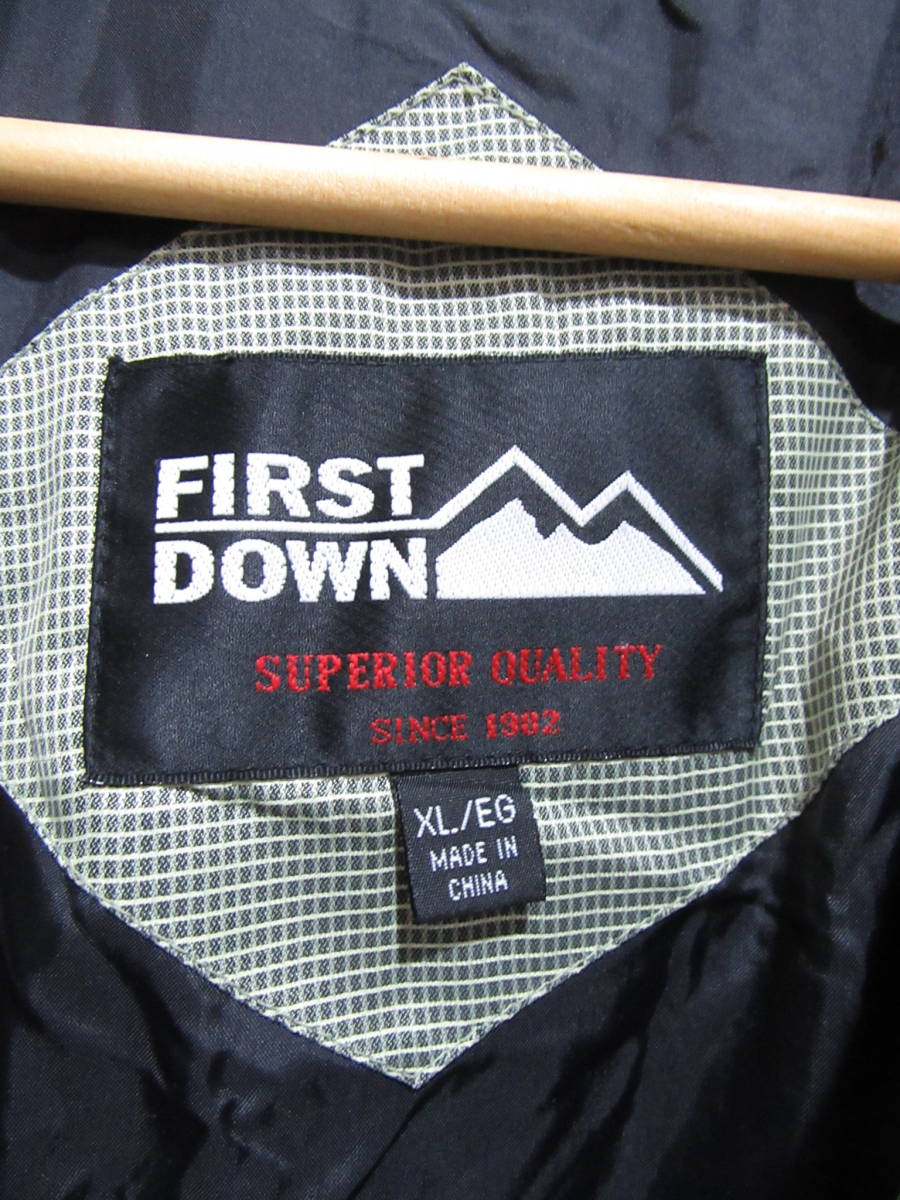 FIRST
DOWN
SUPERIOR QUALITY
SINCE 1982
XL/EG
MADE IN
CHINA